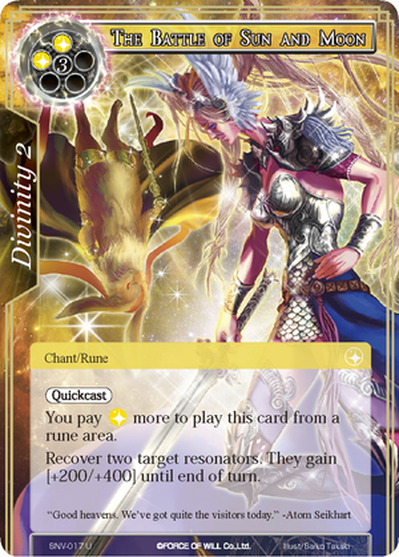 The Battle of Sun and Moon
3
Divinity 2
Chant/Rune
Quickcast
You pay more to play this card from a
rune area.
Recover two target resonators. They gain
[+200/+400] until end of turn.
“Good heavens. We’ve got quite the visitors today.” -Atom Seikhart
SNV-017 U
©FORCE OF WILL Co.,Ltd.
Illust/